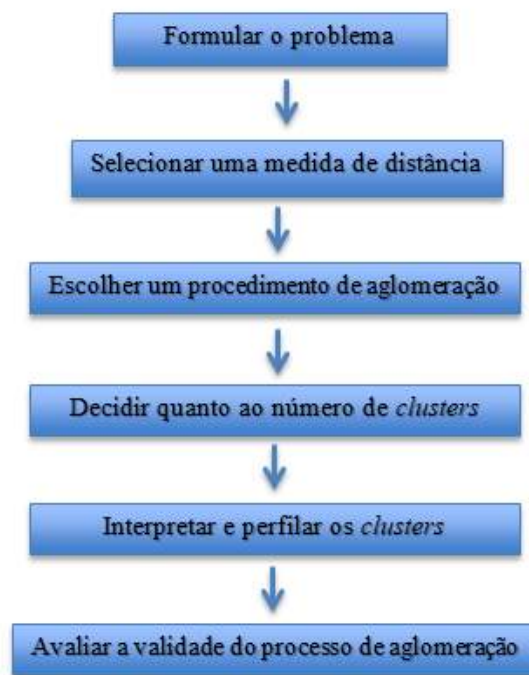 Formular o problema
Selecionar uma medida de distância
Escolher um procedimento de aglomeração
Decidir quanto ao número de clusters
Interpretar e perfilar os clusters
Avaliar a validade do processo de aglomeração